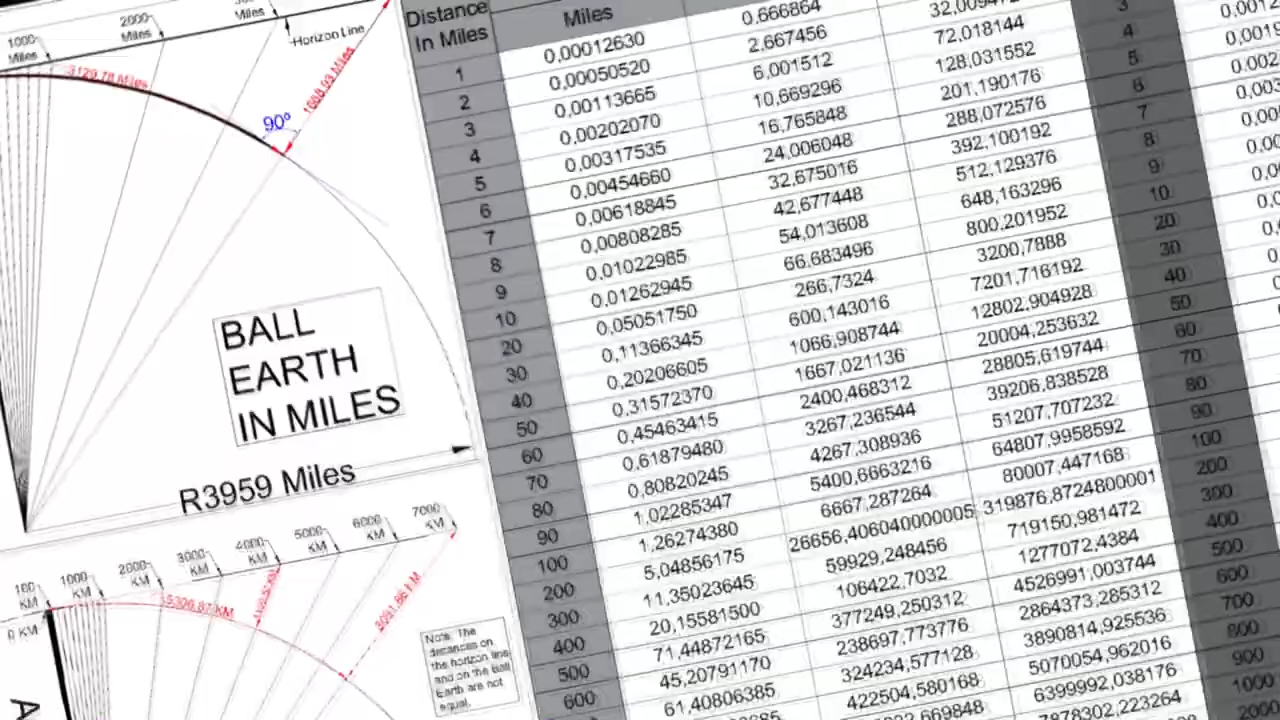 1000 Miles
2000 Miles
Miles
Horizon Line
3129.78 Miles
90°
BALL
EARTH
IN MILES
R3959 Miles
100 KM
1000 KM
2000 KM
3000 KM
4000 KM
5000 KM
6000 KM
7000 KM
0 KM
Note: The
distances on
the horizon line
and on the Ball
Earth are not
equal.
A
Distance
In Miles
Miles
1 0,00012630 0,666864
2 0,00050520 2,667456 32,009472
3 0,00113665 6,001512 72,018144 3
4 0,00202070 10,669296 128,031552 4
5 0,00317535 16,765848 201,190176 5
6 0,00454660 24,006048 288,072576 6
7 0,00618845 32,675016 392,100192 7
8 0,00808285 42,677448 512,129376 8
9 0,01022985 54,013608 648,163296 9
10 0,01262945 66,683496 800,201952 10
20 0,05051750 266,7324 3200,7888 20
30 0,11366345 600,143016 7201,716192 30
40 0,20206605 1066,908744 12802,904928 40
50 0,31572370 1667,021136 20004,253632 50
60 0,45463415 2400,468312 28805,619744 60
70 0,61879480 3267,236544 39206,838528 70
80 0,80820245 4267,308936 51207,707232 80
90 1,02285347 5400,6663216 64807,9958592 90
100 1,26274380 6667,287264 80007,447168 100
200 5,04856175 26656,406040000005 319876,8724800001 200
300 11,35023645 59929,248456 719150,981472 300
400 20,15581500 106422,7032 1277072,4384 400
500 71,44872165 377249,250312 4526991,003744 500
600 45,20791170 238697,773776 2864373,285312 600
61,40806385 324234,577128 3890814,925536 700
422504,580168 5070054,962016 800
6399992,038176 900
7878302,223264 1000
2000